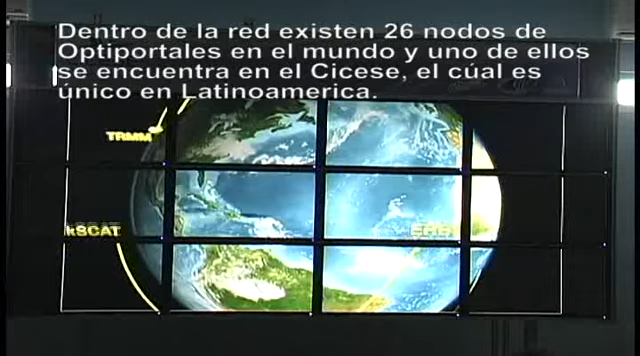 Dentro de la red existen 26 nodos de
Optiportales en el mundo y uno de ellos
se encuentra en el Cicese, el cúal es
único en Latinoamerica.
TRMM